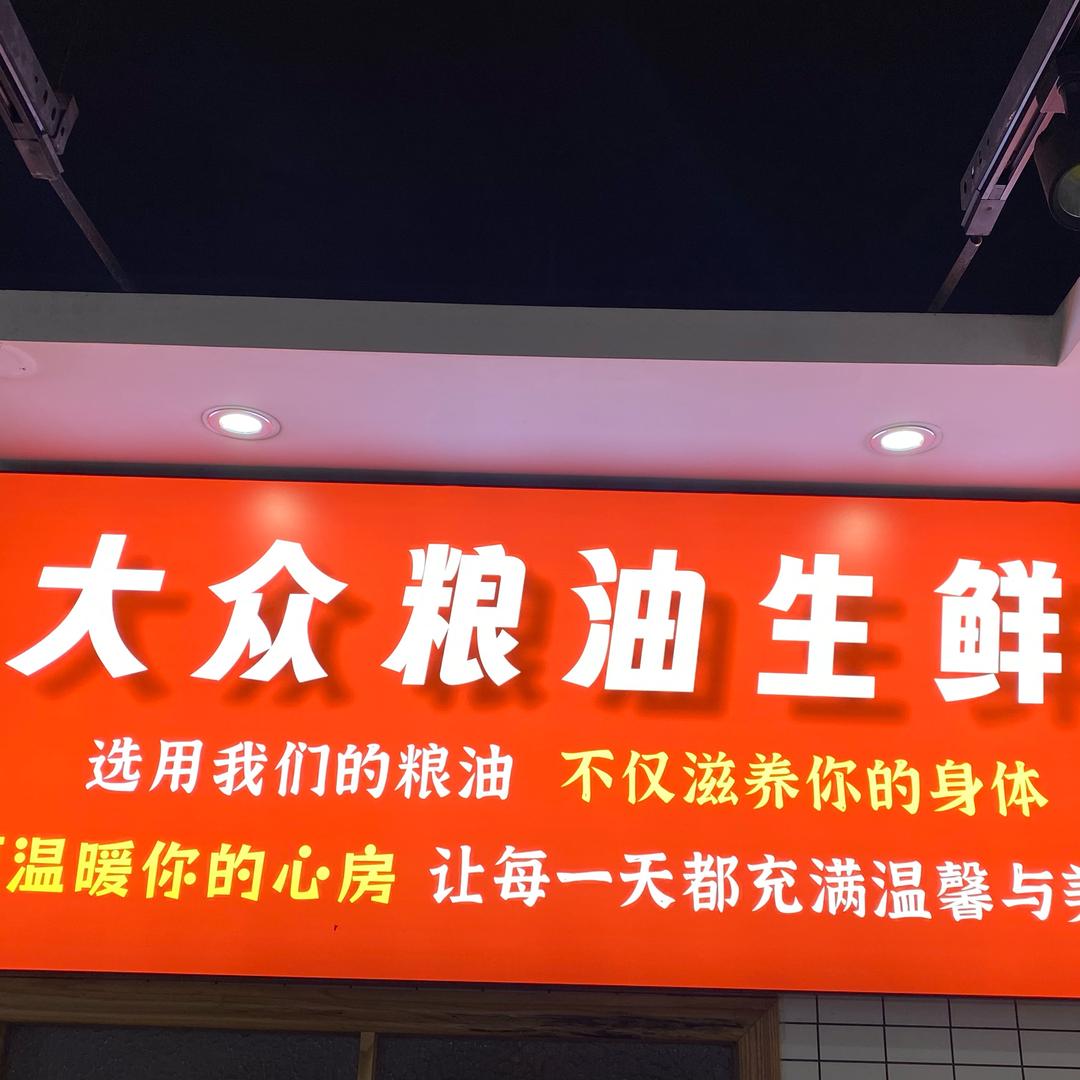 大众粮油生鲜
选用我们的粮油 不仅滋养你的身体
温暖你的心房 让每一天都充满温馨与